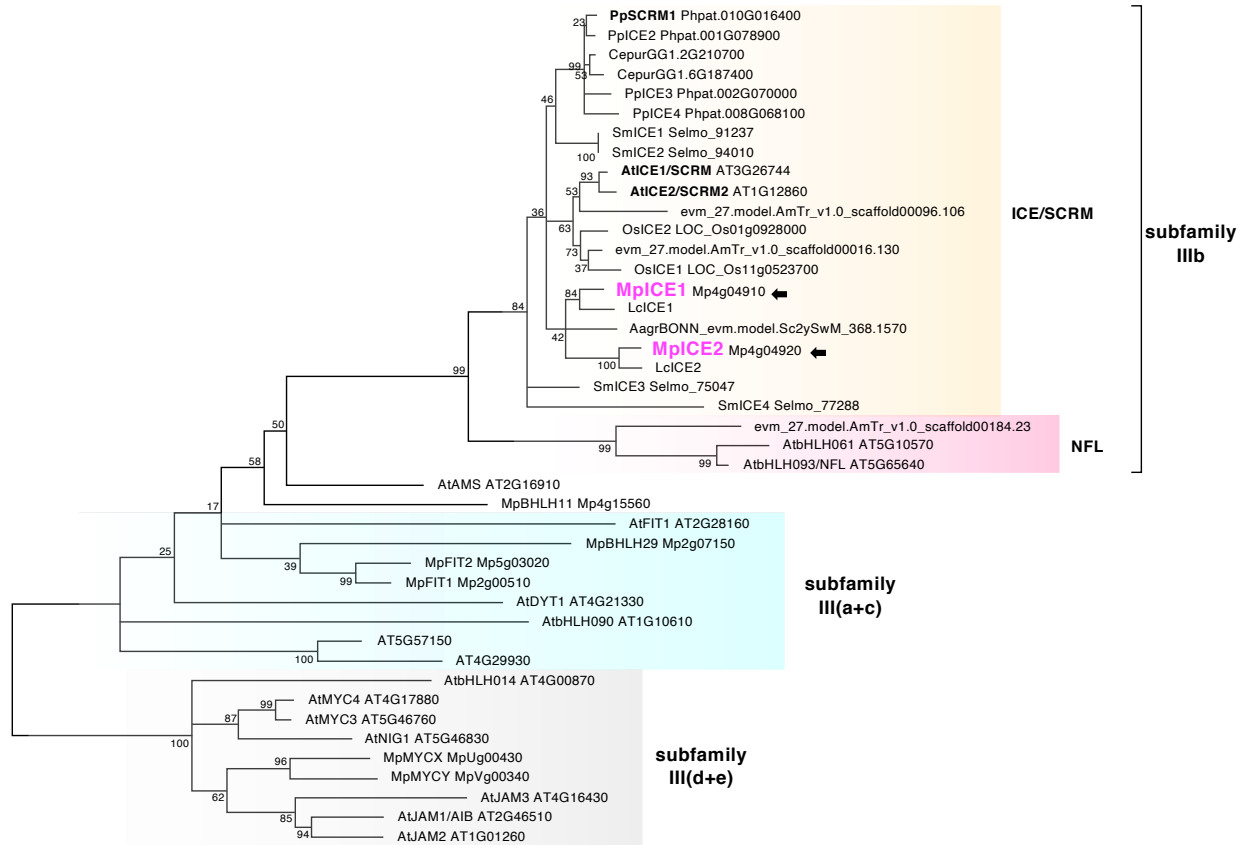 23 PpSCRM1 Phpat.010G016400
PpICE2 Phpat.001G078900
CepurGG1.2G210700
99
53 CepurGG1.6G187400
PpICE3 Phpat.002G070000
46
PpICE4 Phpat.008G068100
SmICE1 Selmo_91237
100 SmICE2 Selmo_94010
93 AtICE1/SCRM AT3G26744
53 AtICE2/SCRM2 AT1G12860
36 evm_27.model.AmTr_v1.0_scaffold00096.106
ICE/SCRM
63 OsICE2 LOC_Os01g0928000
subfamily
IIIb
73 evm_27.model.AmTr_v1.0_scaffold00016.130
37 OsICE1 LOC_Os11g0523700
84 MpICE1 Mp4g04910
84 LcICE1
42 AagrBONN_evm.model.Sc2ySwM_368.1570
MpICE2 Mp4g04920
100 LcICE2
99 SmICE3 Selmo_75047
SmICE4 Selmo_77288
50 evm_27.model.AmTr_v1.0_scaffold00184.23
99 AtbHLH061 AT5G10570
NFL
58 99 AtbHLH093/NFL AT5G65640
AtAMS AT2G16910
17 MpBHLH11 Mp4g15560
AtFIT1 AT2G28160
25 MpBHLH29 Mp2g07150
39 MpFIT2 Mp5g03020
99 MpFIT1 Mp2g00510
subfamily
III(a+c)
AtDYT1 AT4G21330
AtbHLH090 AT1G10610
AT5G57150
100 AT4G29930
AtbHLH014 AT4G00870
99 AtMYC4 AT4G17880
87 AtMYC3 AT5G46760
100 AtNIG1 AT5G46830
96 MpMYCX MpUg00430
subfamily
III(d+e)
MpMYCY MpVg00340
62 AtJAM3 AT4G16430
85 AtJAM1/AIB AT2G46510
94 AtJAM2 AT1G01260